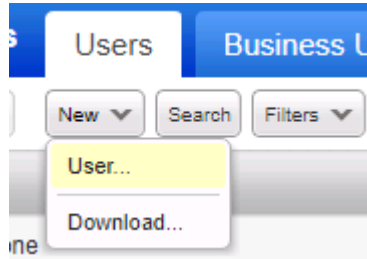 s Users Business U
New Search Filters
User...
Download...
one